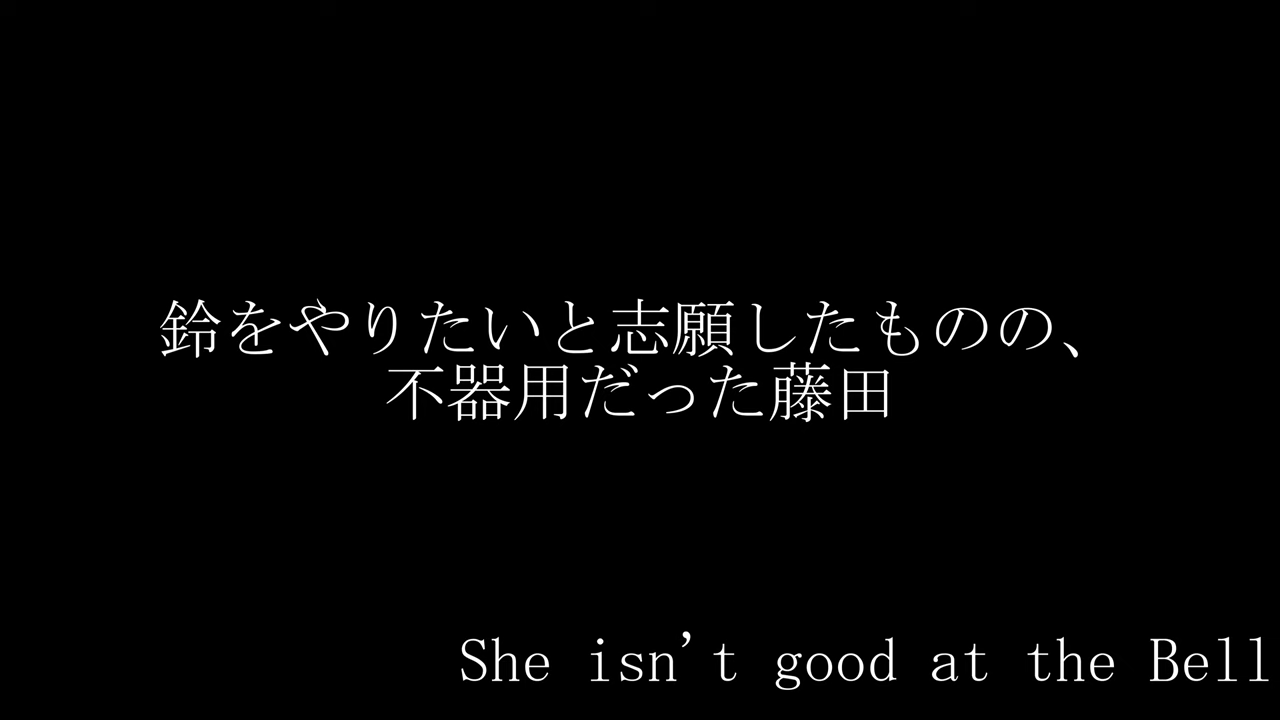 鈴をやりたいと志願したものの、
不器用だった藤田
She isn't good at the Bell